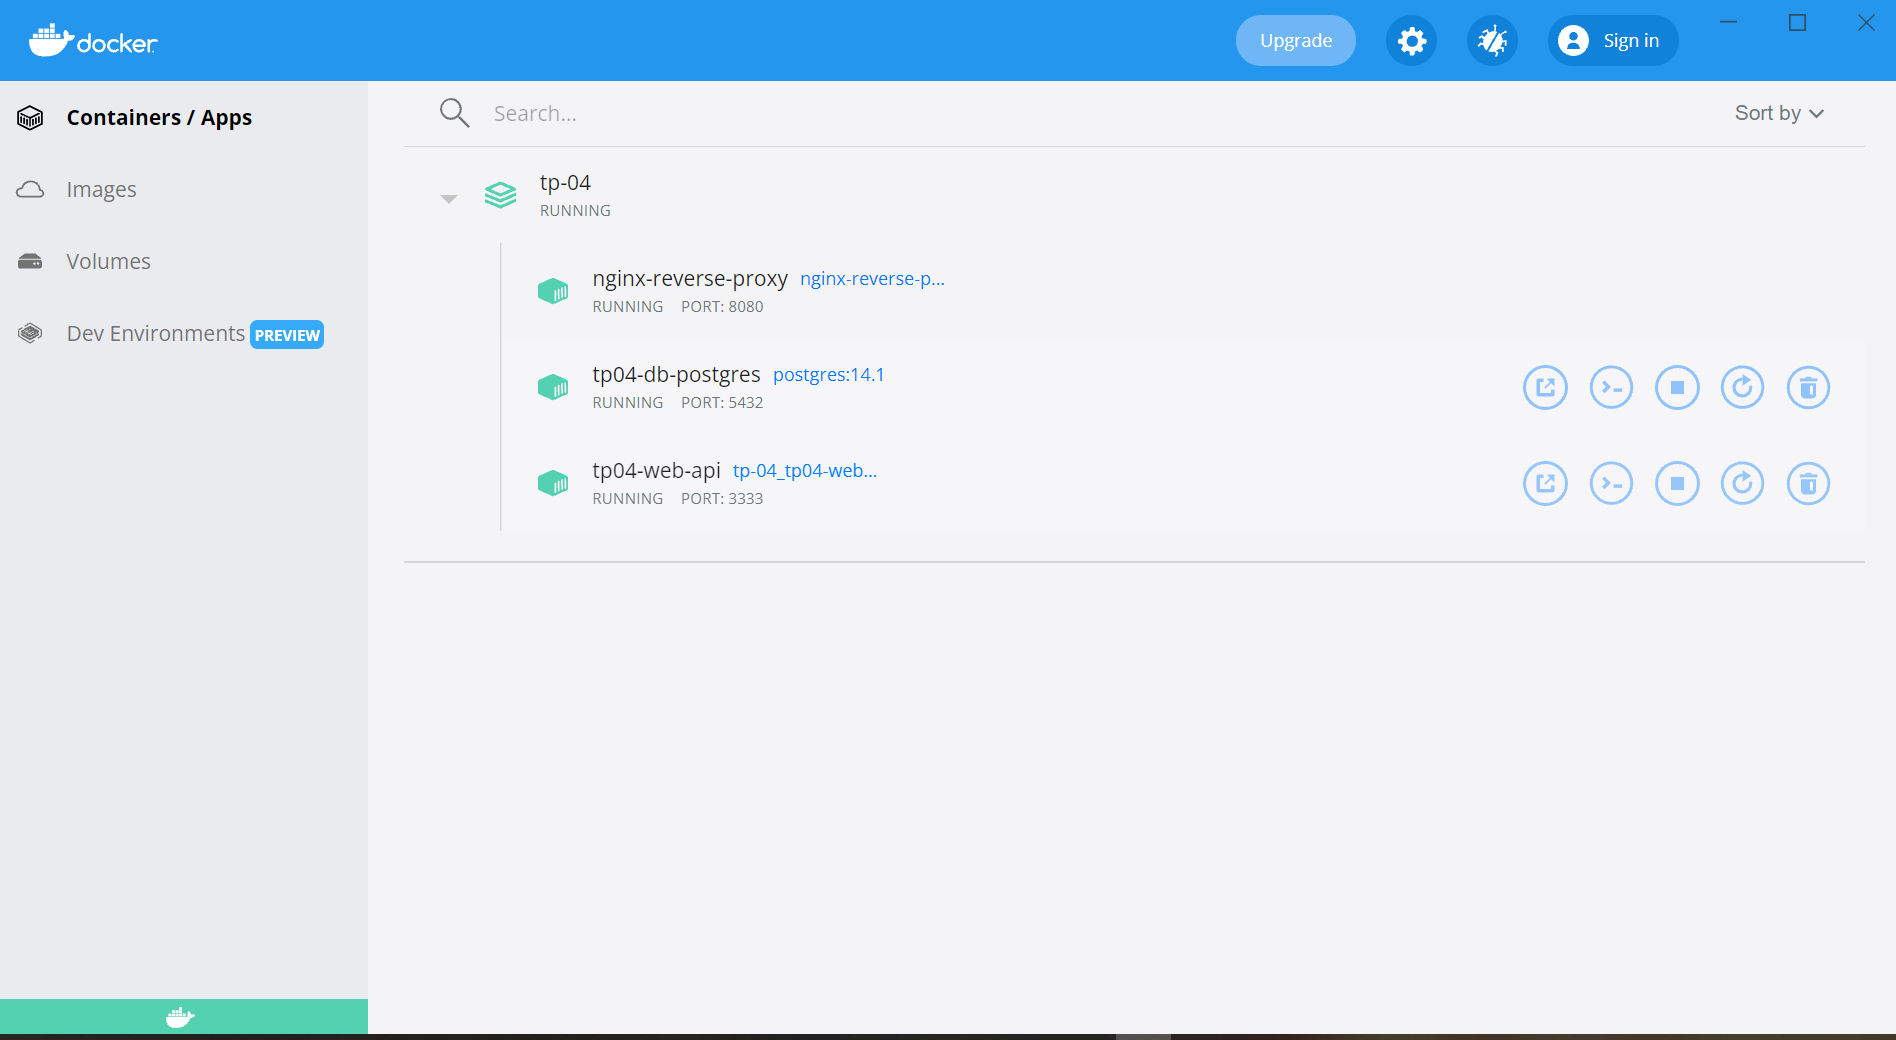 docker
Upgrade
Sign in
Containers / Apps
Images
Volumes
Dev Environments PREVIEW
Search...
Sort by
tp-04
RUNNING
nginx-reverse-proxy nginx-reverse-p...
RUNNING PORT: 8080
tp04-db-postgres postgres:14.1
RUNNING PORT: 5432
tp04-web-api tp-04_tp04-web...
RUNNING PORT: 3333